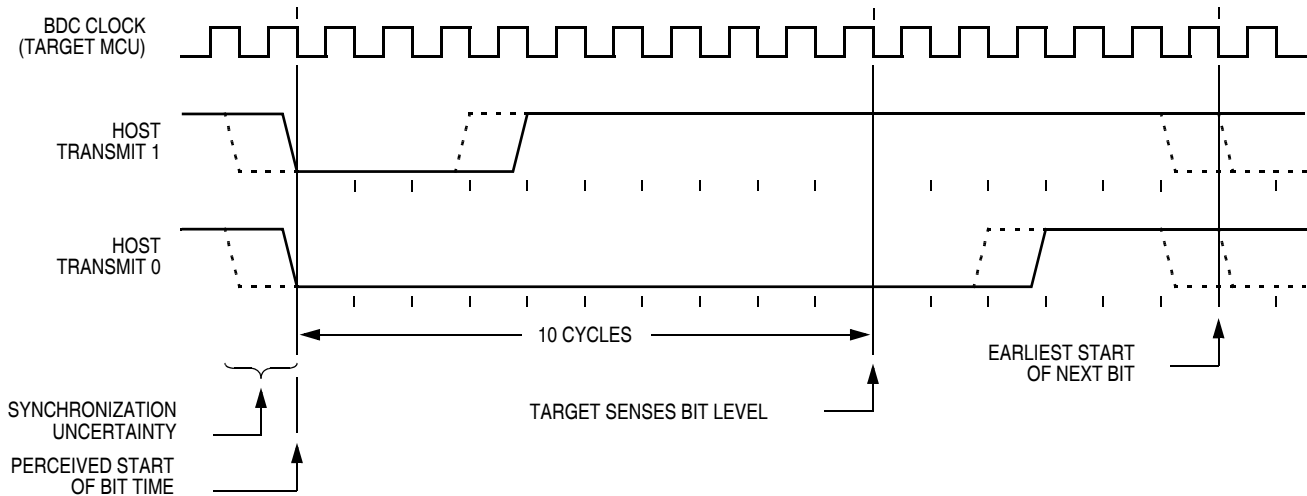 BDC CLOCK
(TARGET MCU)
HOST
TRANSMIT 1
HOST
TRANSMIT 0
10 CYCLES
EARLIEST START
OF NEXT BIT
TARGET SENSES BIT LEVEL
SYNCHRONIZATION
UNCERTAINTY
PERCEIVED START
OF BIT TIME